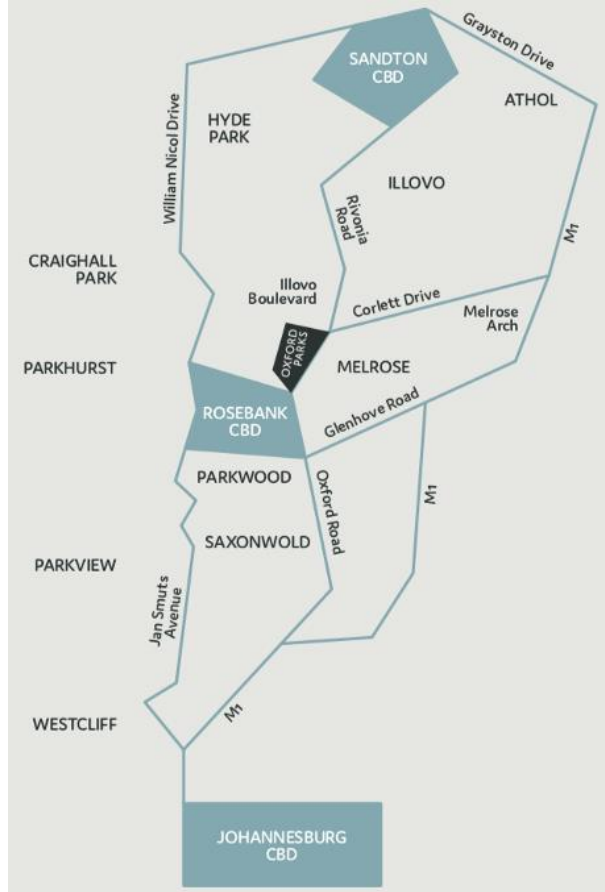 Grayston Drive
SANDTON
CBD
ATHOL
HYDE
PARK
William Nicol Drive
ILLOVO
Rivonia
Road
M1
CRAIGHALL
PARK
Illovo
Boulevard
Corlett Drive
Melrose
Arch
OXFORD
PARKS
PARKHURST
MELROSE
ROSEBANK
CBD
Glenhove Road
PARKWOOD
Oxford Road
M1
SAXONWOLD
PARKVIEW
Jan Smuts
Avenue
WESTCLIFF
M1
JOHANNESBURG
CBD